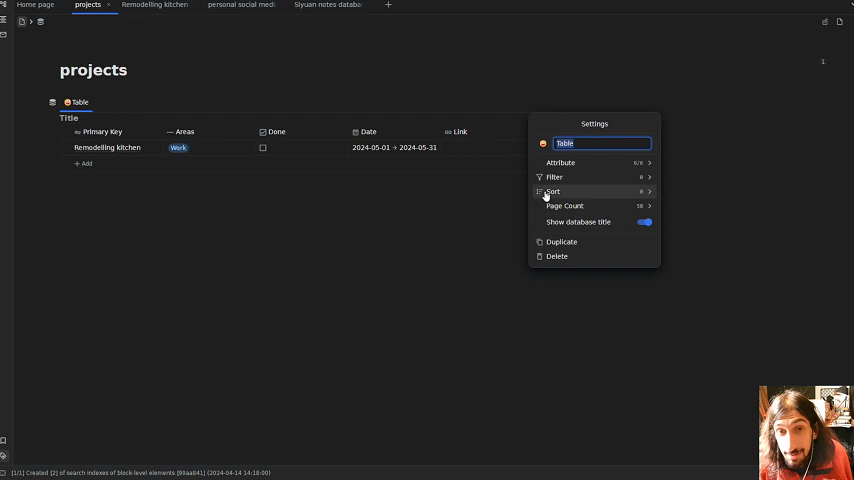 Home page
projects
Remodelling kitchen
personal social medi
Siyuan notes databa
1
projects
Table
Title
Primary Key
Areas
Done
Date
Link
Remodelling kitchen
Work
2024-05-01 → 2024-05-31
+ Add
Settings
Table
Attribute 6/6
Filter 0
Sort 0
Page Count 50
Show database title
Duplicate
Delete
[1/1] Created [2] of search indexes of block-level elements [99aa841] (2024-04-14 14:18:00)